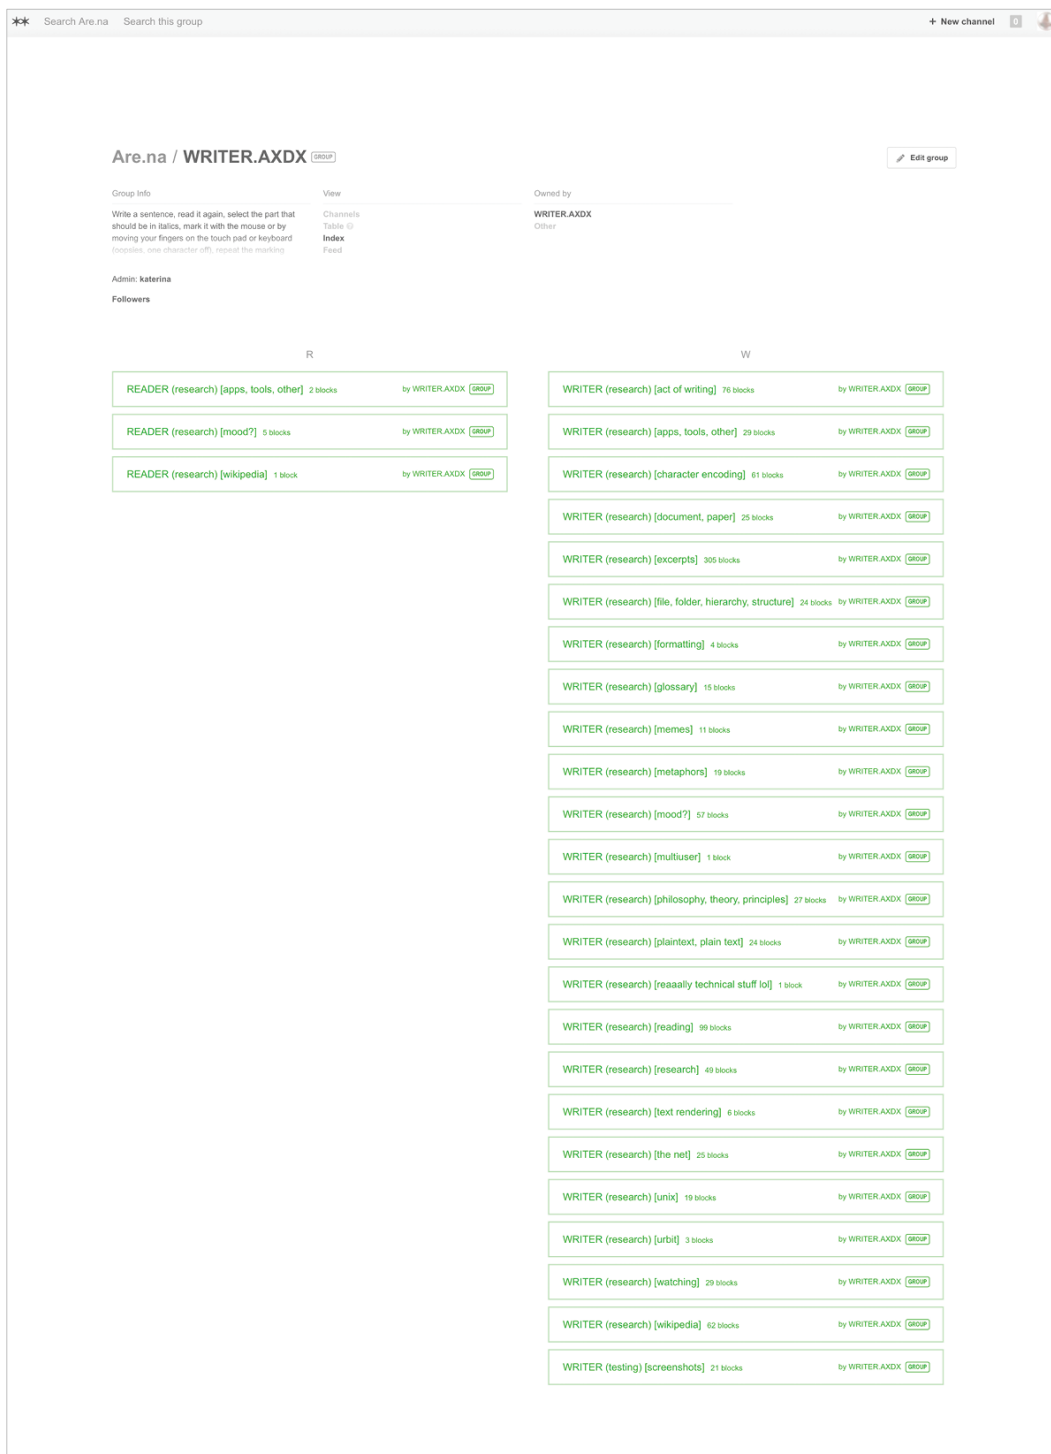 Search Are.na Search this group + New channel 0
Are.na / WRITER.AXDX GROUP
Edit group
Group Info
Write a sentence, read it again, select the part that
should be in italics, mark it with the mouse or by
moving your fingers on the touch pad or keyboard
(oopsies, one character off), repeat the marking
Admin: katerina
Followers
View
Channels
Table
Index
Feed
Owned by
WRITER.AXDX
Other
R
READER (research) [apps, tools, other] 2 blocks by WRITER.AXDX GROUP
READER (research) [mood?] 5 blocks by WRITER.AXDX GROUP
READER (research) [wikipedia] 1 block by WRITER.AXDX GROUP
W
WRITER (research) [act of writing] 76 blocks by WRITER.AXDX GROUP
WRITER (research) [apps, tools, other] 29 blocks by WRITER.AXDX GROUP
WRITER (research) [character encoding] 61 blocks by WRITER.AXDX GROUP
WRITER (research) [document, paper] 25 blocks by WRITER.AXDX GROUP
WRITER (research) [excerpts] 305 blocks by WRITER.AXDX GROUP
WRITER (research) [file, folder, hierarchy, structure] 24 blocks by WRITER.AXDX GROUP
WRITER (research) [formatting] 4 blocks by WRITER.AXDX GROUP
WRITER (research) [glossary] 15 blocks by WRITER.AXDX GROUP
WRITER (research) [memes] 11 blocks by WRITER.AXDX GROUP
WRITER (research) [metaphors] 19 blocks by WRITER.AXDX GROUP
WRITER (research) [mood?] 57 blocks by WRITER.AXDX GROUP
WRITER (research) [multiuser] 1 block by WRITER.AXDX GROUP
WRITER (research) [philosophy, theory, principles] 27 blocks by WRITER.AXDX GROUP
WRITER (research) [plaintext, plain text] 24 blocks by WRITER.AXDX GROUP
WRITER (research) [reaaally technical stuff lol] 1 block by WRITER.AXDX GROUP
WRITER (research) [reading] 99 blocks by WRITER.AXDX GROUP
WRITER (research) [research] 49 blocks by WRITER.AXDX GROUP
WRITER (research) [text rendering] 6 blocks by WRITER.AXDX GROUP
WRITER (research) [the net] 25 blocks by WRITER.AXDX GROUP
WRITER (research) [unix] 19 blocks by WRITER.AXDX GROUP
WRITER (research) [urbit] 3 blocks by WRITER.AXDX GROUP
WRITER (research) [watching] 29 blocks by WRITER.AXDX GROUP
WRITER (research) [wikipedia] 62 blocks by WRITER.AXDX GROUP
WRITER (testing) [screenshots] 21 blocks by WRITER.AXDX GROUP